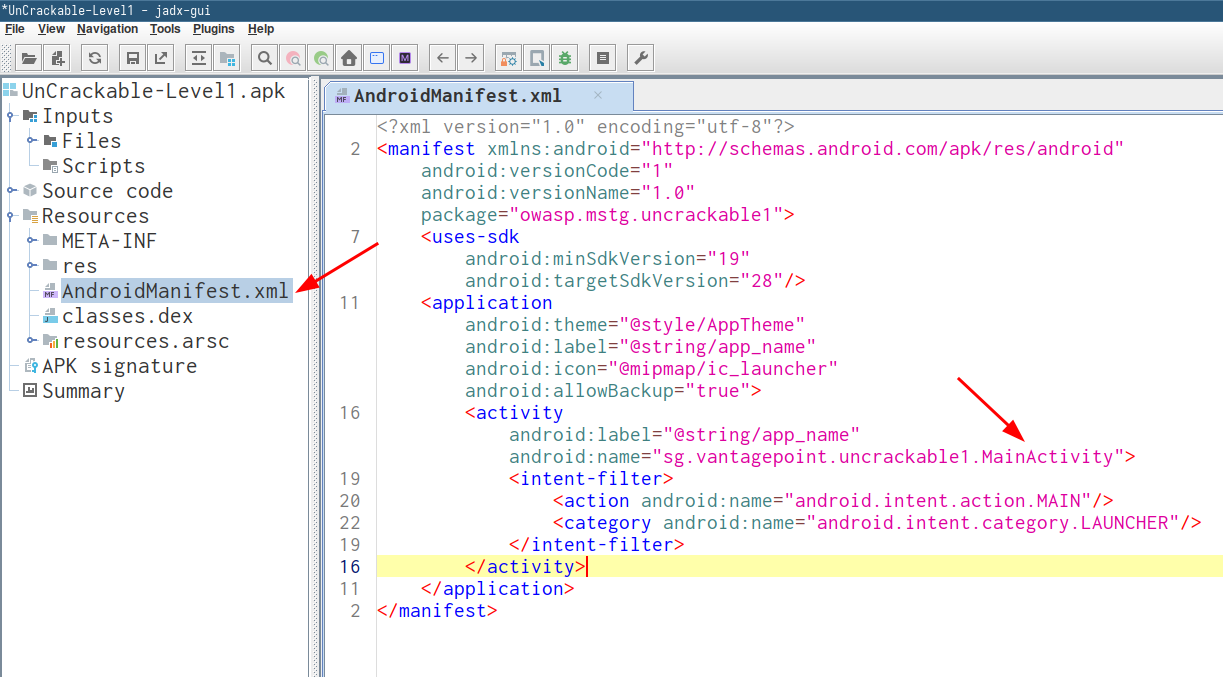 *UnCrackable-Level1 - jadx-gui
File View Navigation Tools Plugins Help
UnCrackable-Level1.apk
Inputs
Files
Scripts
Source code
Resources
META-INF
res
AndroidManifest.xml
classes.dex
resources.arsc
APK signature
Summary
AndroidManifest.xml ×
<?xml version="1.0" encoding="utf-8"?>
2 <manifest xmlns:android="http://schemas.android.com/apk/res/android"
android:versionCode="1"
android:versionName="1.0"
package="owasp.mstg.uncrackable1">
7 <uses-sdk
android:minSdkVersion="19"
android:targetSdkVersion="28"/>
11 <application
android:theme="@style/AppTheme"
android:label="@string/app_name"
android:icon="@mipmap/ic_launcher"
android:allowBackup="true">
16 <activity
android:label="@string/app_name"
android:name="sg.vantagepoint.uncrackable1.MainActivity">
19 <intent-filter>
20 <action android:name="android.intent.action.MAIN"/>
22 <category android:name="android.intent.category.LAUNCHER"/>
19 </intent-filter>
16 </activity>
11 </application>
2 </manifest>